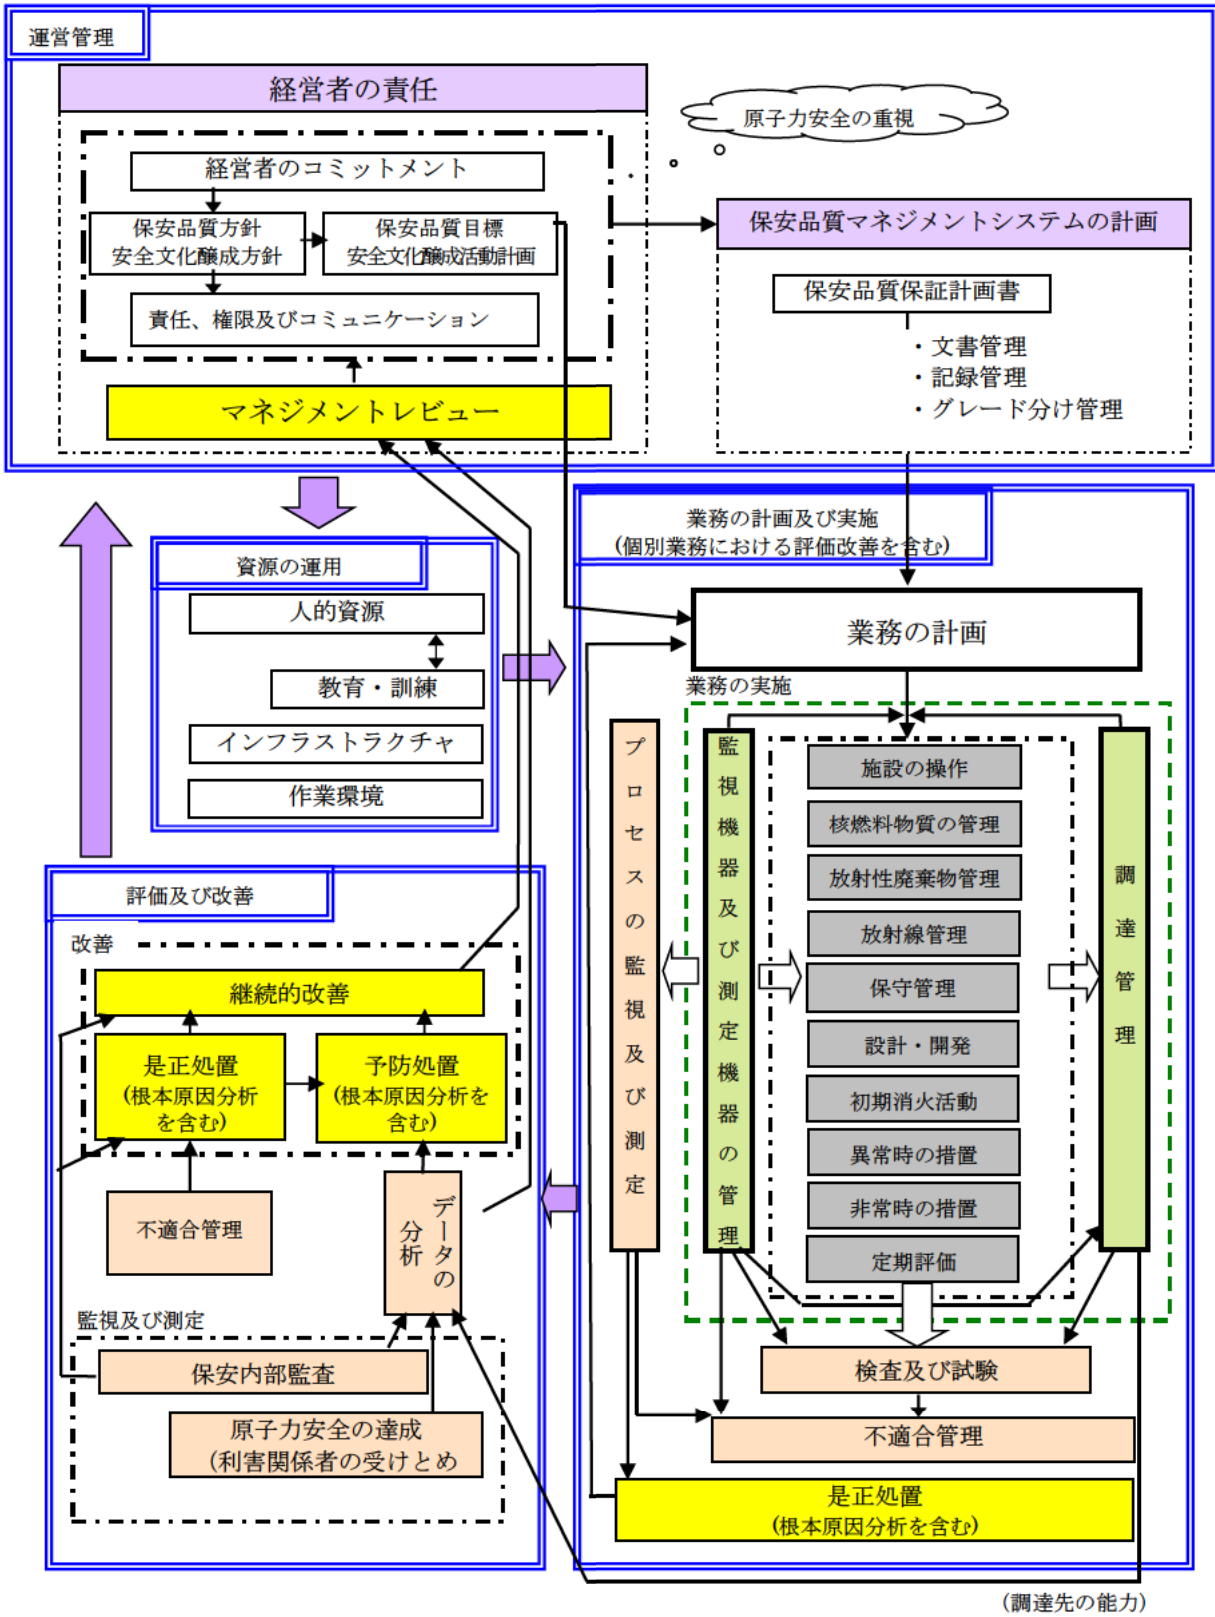 運営管理
経営者の責任
原子力安全の重視
経営者のコミットメント
保安品質方針
安全文化醸成方針
保安品質目標
安全文化醸成活動計画
責任、権限及びコミュニケーション
マネジメントレビュー
保安品質マネジメントシステムの計画
保安品質保証計画書
・文書管理
・記録管理
・グレード分け管理
資源の運用
人的資源
教育・訓練
インフラストラクチャ
作業環境
業務の計画及び実施
(個別業務における評価改善を含む)
業務の計画
業務の実施
プロセスの監視及び測定
監視機器及び測定機器の管理
施設の操作
核燃料物質の管理
放射性廃棄物管理
放射線管理
保守管理
設計・開発
初期消火活動
異常時の措置
非常時の措置
定期評価
調達管理
検査及び試験
不適合管理
是正処置
(根本原因分析を含む)
評価及び改善
改善
継続的改善
是正処置
(根本原因分析
を含む)
予防処置
(根本原因分析を
含む)
不適合管理
データの
分析
監視及び測定
保安内部監査
原子力安全の達成
(利害関係者の受けとめ
(調達先の能力)